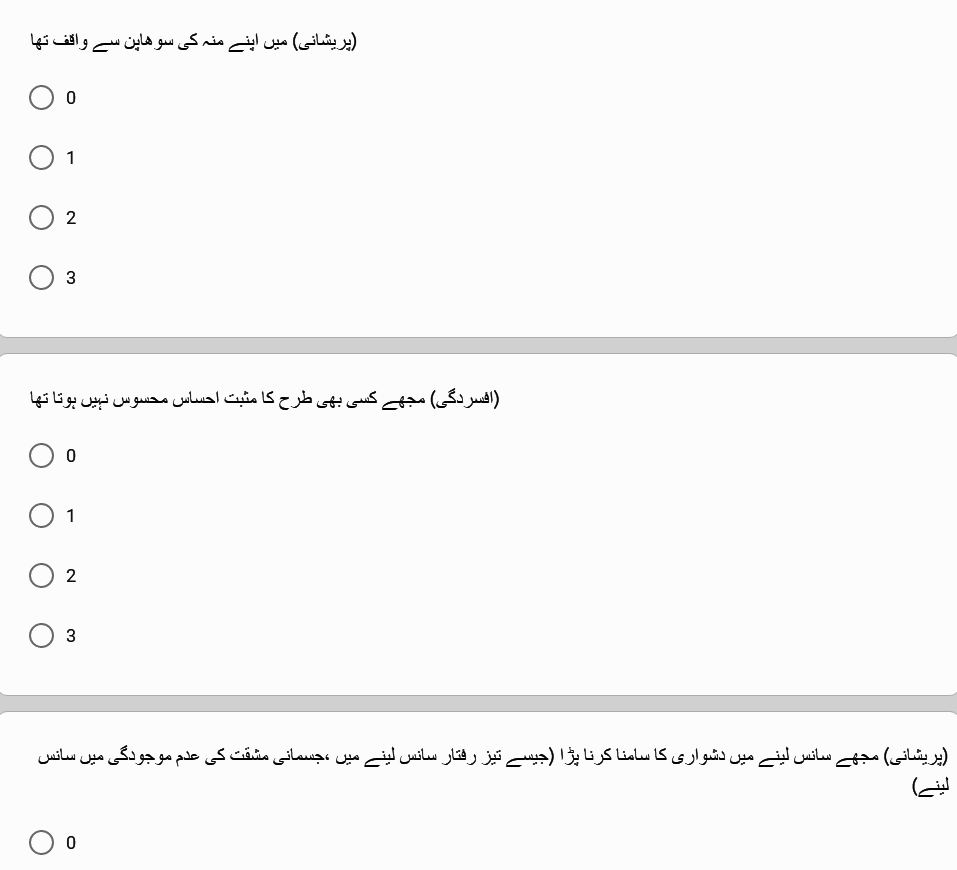 (پریشانی) میں اپنے منہ کی سوھاپن سے واقف تھا
0
1
2
3
(افسردگی) مجھے کسی بھی طرح کا مثبت احساس محسوس نہیں ہوتا تھا
0
1
2
3
(پریشانی) مجھے سانس لینے میں دشواری کا سامنا کرنا پڑا (جیسے تیز رفتار سانس لینے میں ،جسمانی مشقت کی عدم موجودگی میں سانس
لینے)
0